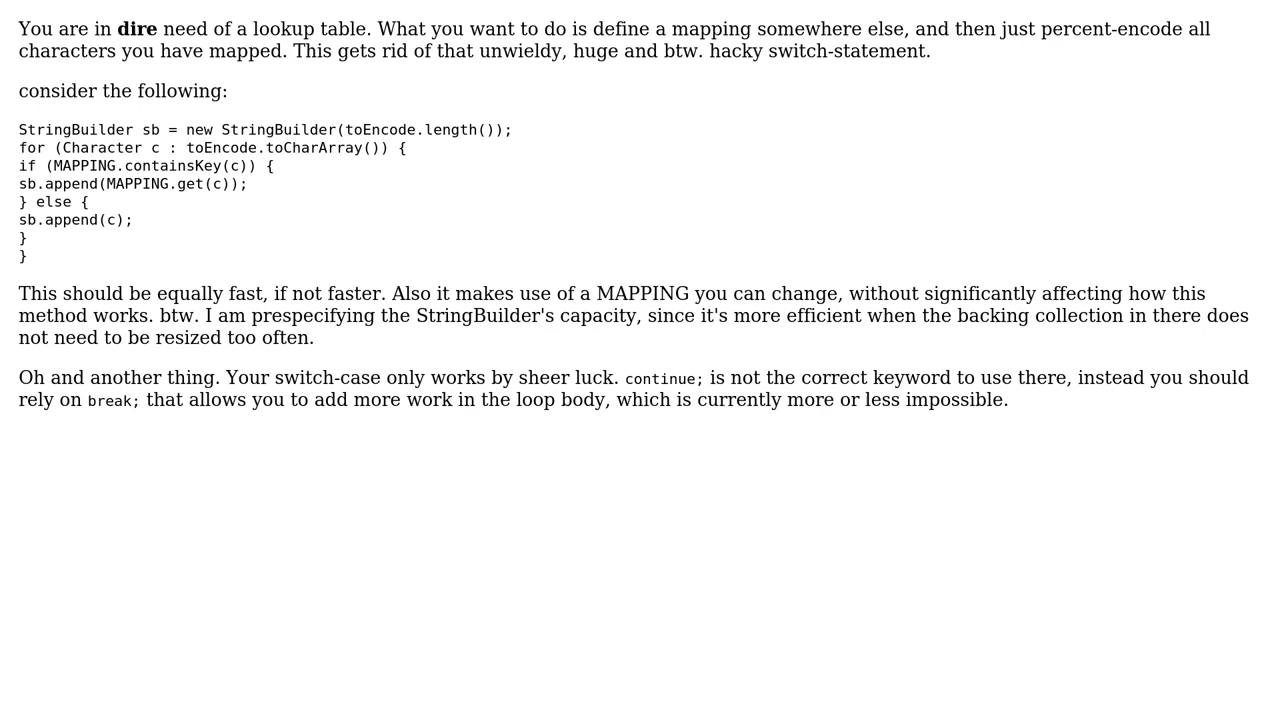 You are in dire need of a lookup table. What you want to do is define a mapping somewhere else, and then just percent-encode all
characters you have mapped. This gets rid of that unwieldy, huge and btw. hacky switch-statement.
consider the following:
StringBuilder sb = new StringBuilder(toEncode.length());
for (Character c : toEncode.toCharArray()) {
if (MAPPING.containsKey(c)) {
sb.append(MAPPING.get(c));
} else {
sb.append(c);
}
}
This should be equally fast, if not faster. Also it makes use of a MAPPING you can change, without significantly affecting how this
method works. btw. I am prespecifying the StringBuilder's capacity, since it's more efficient when the backing collection in there does
not need to be resized too often.
Oh and another thing. Your switch-case only works by sheer luck. continue; is not the correct keyword to use there, instead you should
rely on break; that allows you to add more work in the loop body, which is currently more or less impossible.